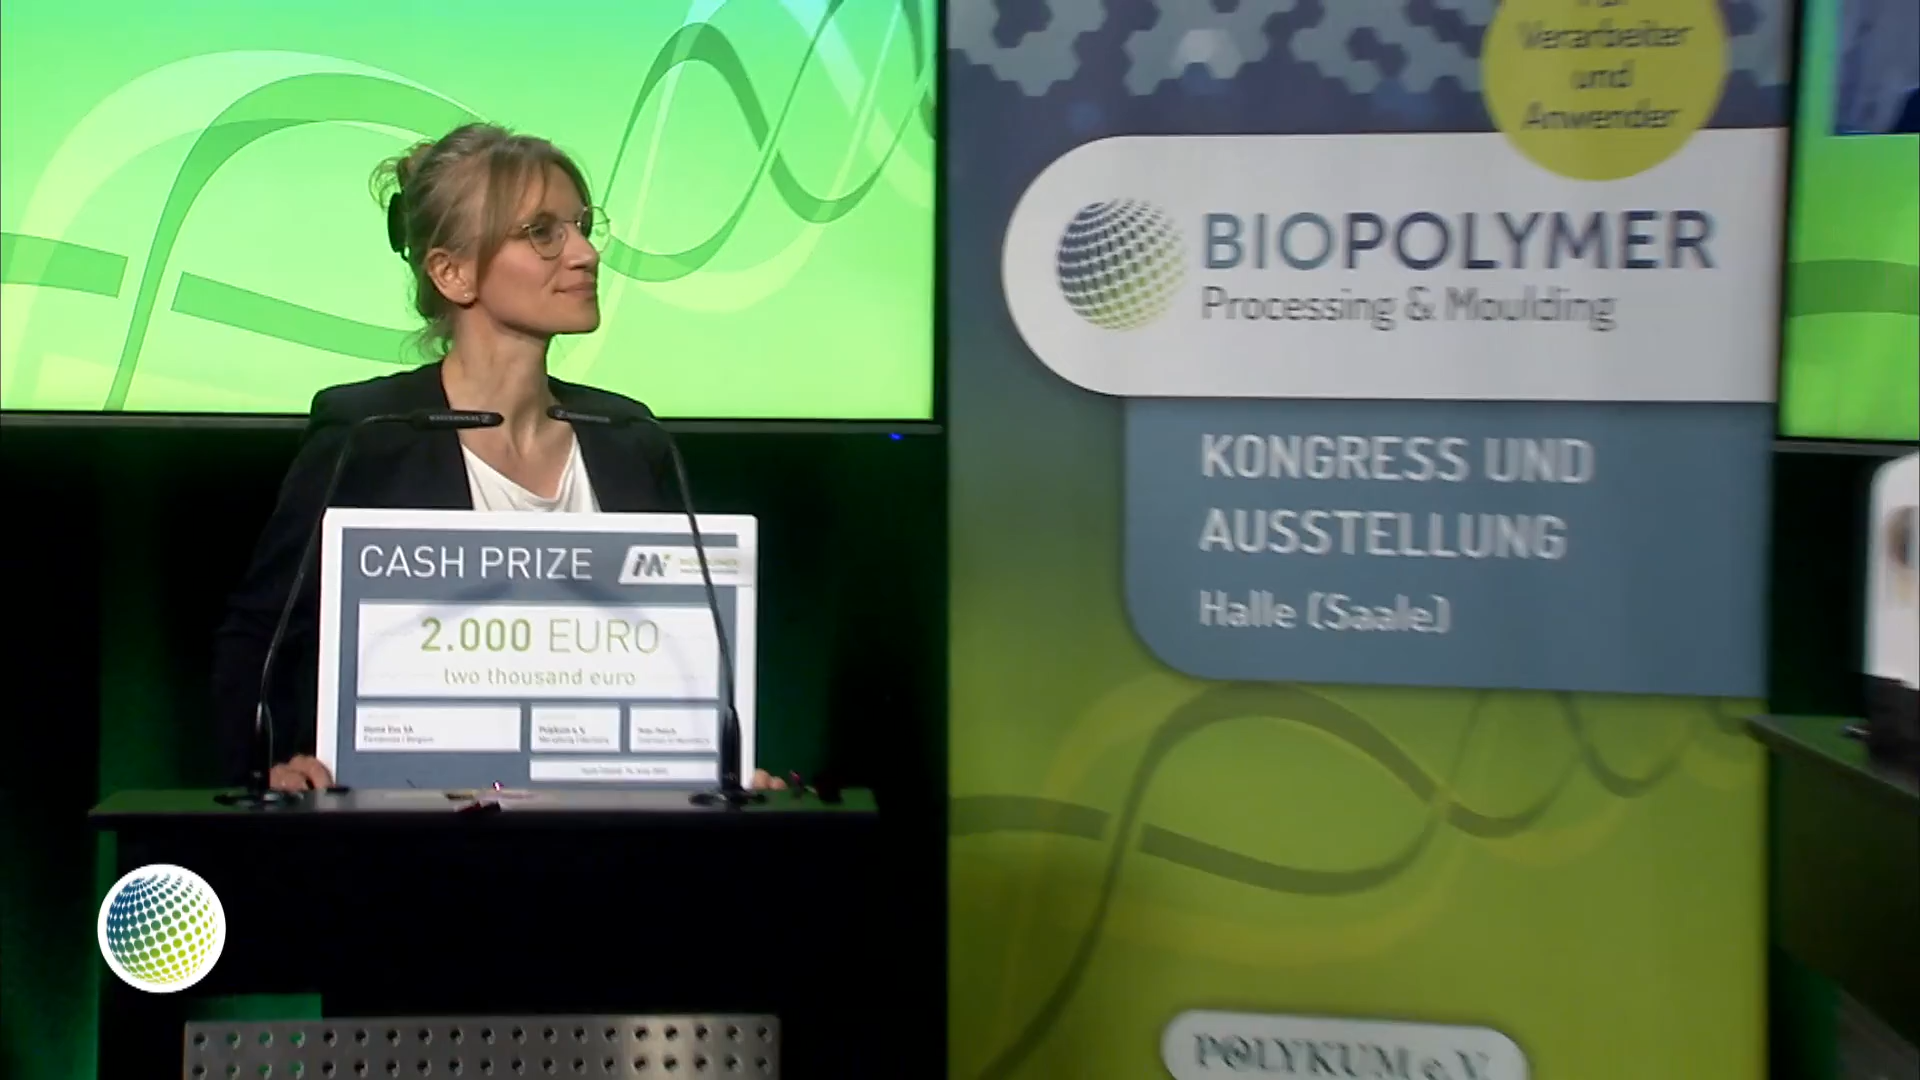 CASH PRIZE
2.000 EURO
two thousand euro
Verarbeiter
und
Anwender
BIOPOLYMER
Processing & Moulding
KONGRESS UND
AUSSTELLUNG
Halle (Saale)
POLYKUM e.V.